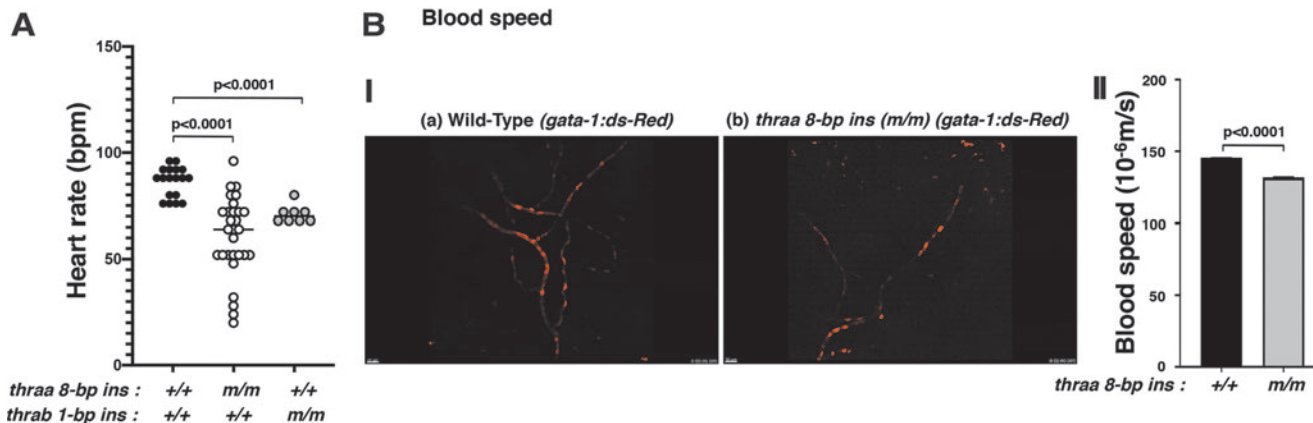 A
Heart rate (bpm)
150
100
50
0
p<0.0001
p<0.0001
thraa 8-bp ins : +/+ m/m +/+
thrab 1-bp ins : +/+ +/+ m/m
B Blood speed
I
(a) Wild-Type (gata-1:ds-Red)
(b) thraa 8-bp ins (m/m) (gata-1:ds-Red)
II
Blood speed (10⁻⁶m/s)
200
150
100
50
0
p<0.0001
thraa 8-bp ins : +/+ m/m